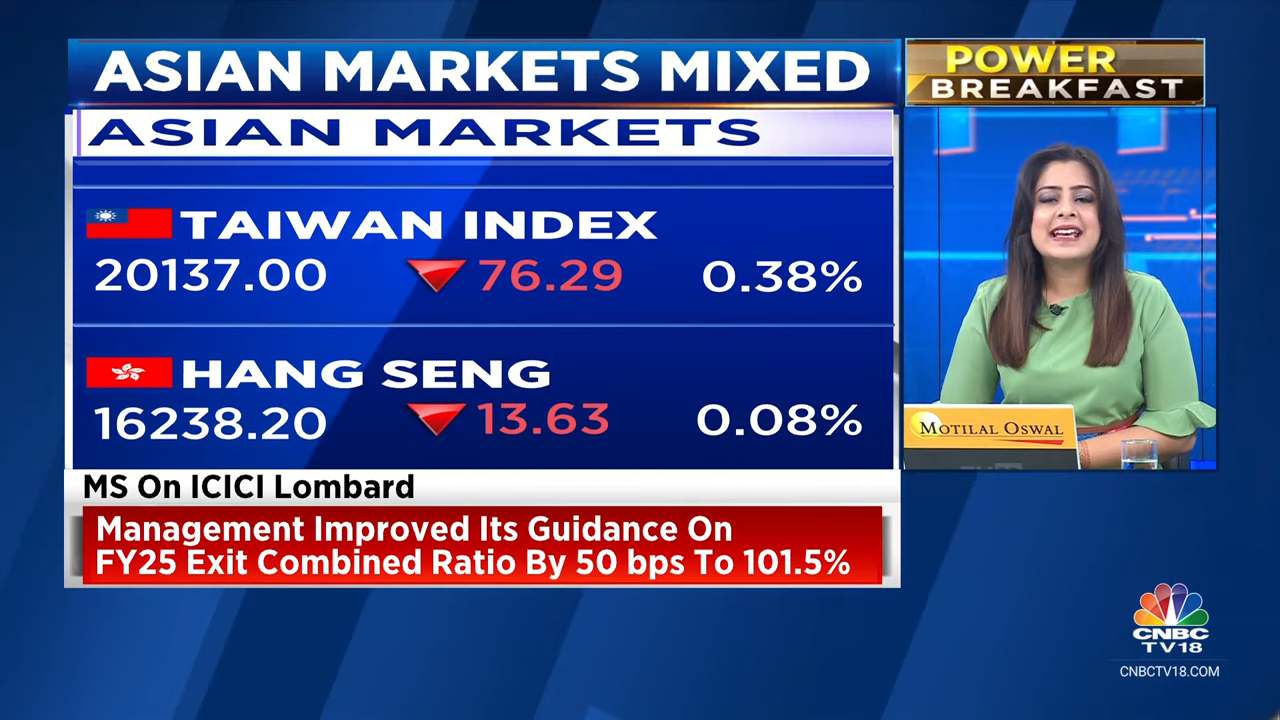 ASIAN MARKETS MIXED
POWER
BREAKFAST
ASIAN MARKETS
TAIWAN INDEX
20137.00 76.29 0.38%
HANG SENG
16238.20 13.63 0.08%
MOTILAL OSWAL
MS On ICICI Lombard
Management Improved Its Guidance On
FY25 Exit Combined Ratio By 50 bps To 101.5%
CNBC
TV18
CNBCTV18.COM